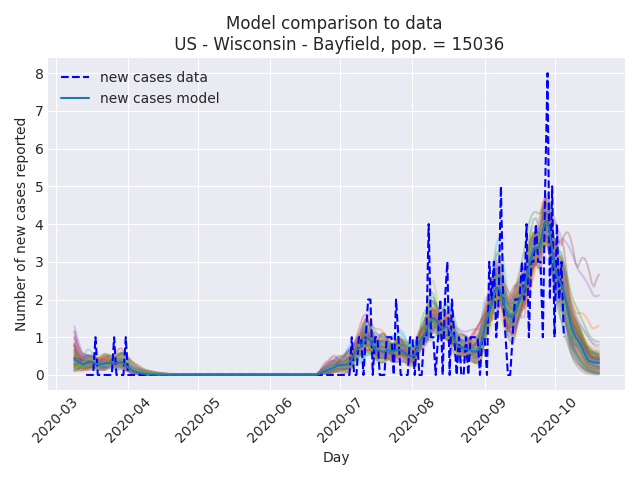 Model comparison to data
US - Wisconsin - Bayfield, pop. = 15036
new cases data
new cases model
Number of new cases reported
8
7
6
5
4
3
2
1
0
2020-03
2020-04
2020-05
2020-06
2020-07
2020-08
2020-09
2020-10
Day